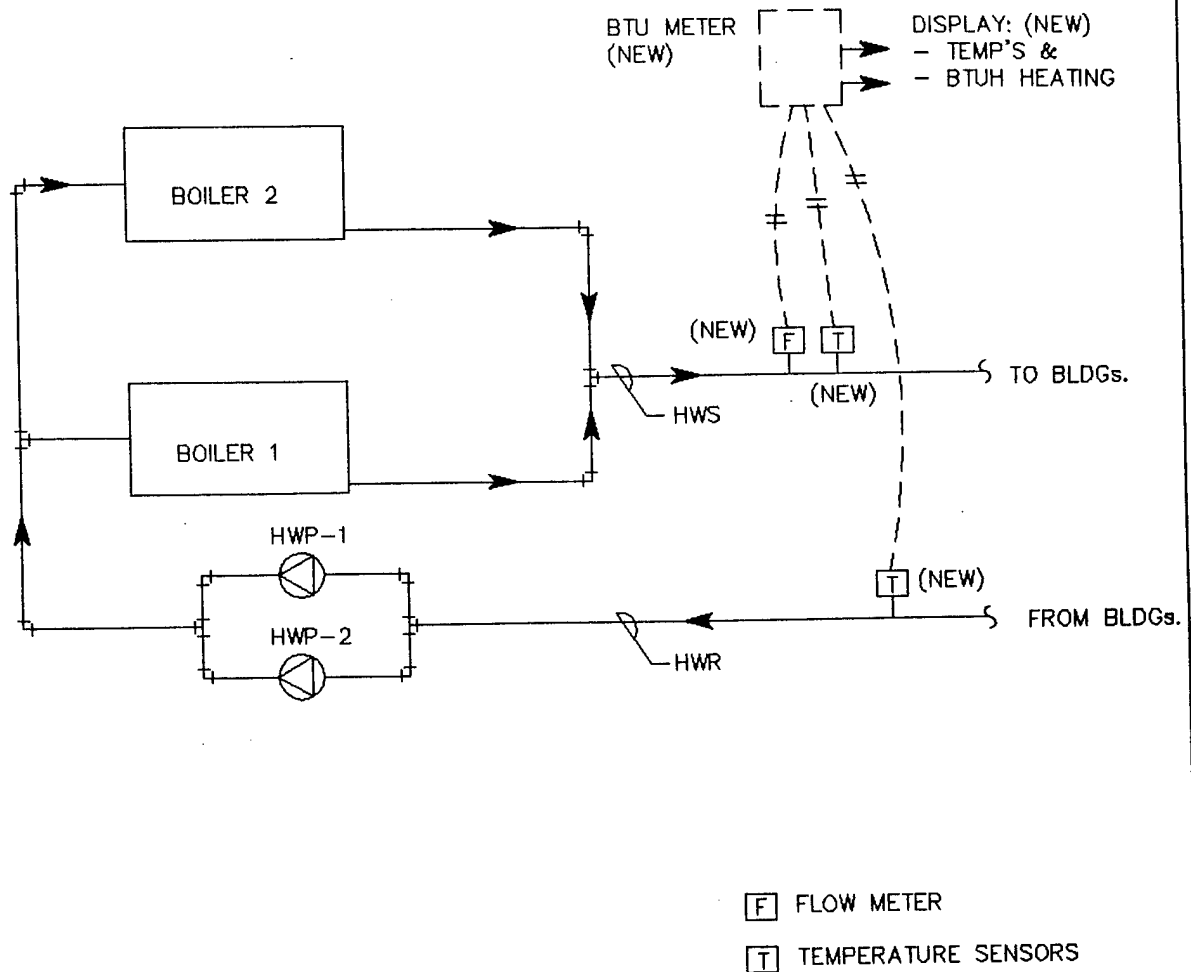 BTU METER
(NEW)
DISPLAY: (NEW)
- TEMP'S &
- BTUH HEATING
BOILER 2
(NEW)
F
T
(NEW)
TO BLDGs.
HWS
BOILER 1
HWP-1
T
(NEW)
FROM BLDGs.
HWP-2
HWR
F FLOW METER
T TEMPERATURE SENSORS